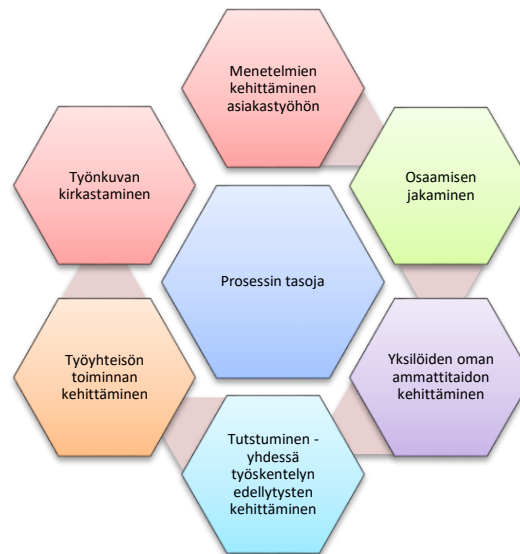 Menetelmien
kehittäminen
asiakastyöhön
Osaamisen
jakaminen
Yksilöiden oman
ammattitaidon
kehittäminen
Tutstuminen -
yhdessä
työskentelyn
edellytysten
kehittäminen
Työyhteisön
toiminnan
kehittäminen
Työnkuvan
kirkastaminen
Prosessin tasoja